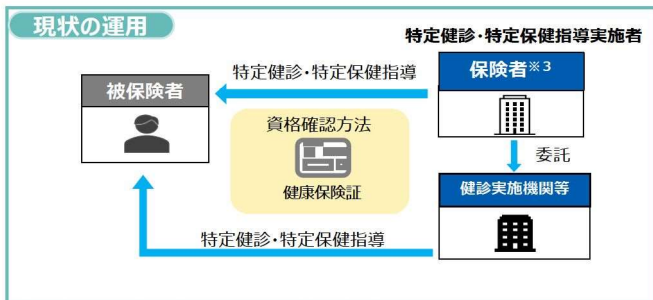 現状の運用
特定健診・特定保健指導実施者
特定健診・特定保健指導
保険者※3
被保険者
資格確認方法
健康保険証
委託
健診実施機関等
特定健診・特定保健指導